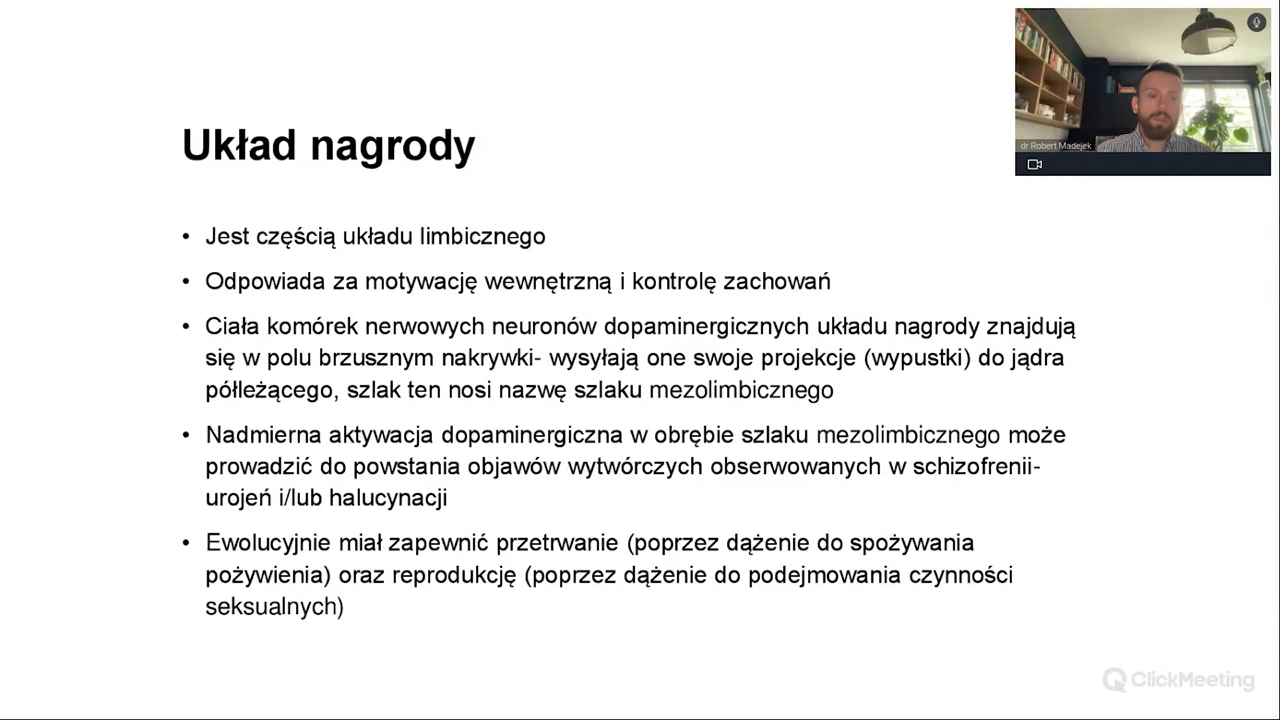 dr Robert Madejek
Układ nagrody
• Jest częścią układu limbicznego
• Odpowiada za motywację wewnętrzną i kontrolę zachowań
• Ciała komórek nerwowych neuronów dopaminergicznych układu nagrody znajdują
się w polu brzusznym nakrywki- wysyłają one swoje projekcje (wypustki) do jądra
półleżącego, szlak ten nosi nazwę szlaku mezolimbicznego
• Nadmierna aktywacja dopaminergiczna w obrębie szlaku mezolimbicznego może
prowadzić do powstania objawów wytwórczych obserwowanych w schizofrenii-
urojeń i/lub halucynacji
• Ewolucyjnie miał zapewnić przetrwanie (poprzez dążenie do spożywania
pożywienia) oraz reprodukcję (poprzez dążenie do podejmowania czynności
seksualnych)
ClickMeeting